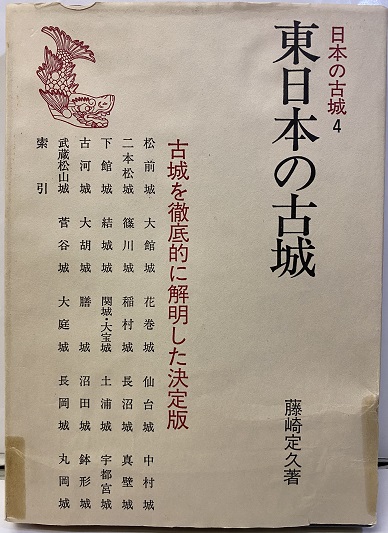 日本の古城4
東日本の古城
藤崎定久著
古城を徹底的に解明した決定版
松前城 大館城 花巻城 仙台城 中村城
二本松城 篠川城 稲村城 長沼城 真壁城
下館城 結城城 関城・大宝城 土浦城 宇都宮城
古河城 大胡城 膳城 沼田城 鉢形城
武蔵松山城 菅谷城 大庭城 長岡城 丸岡城
索引